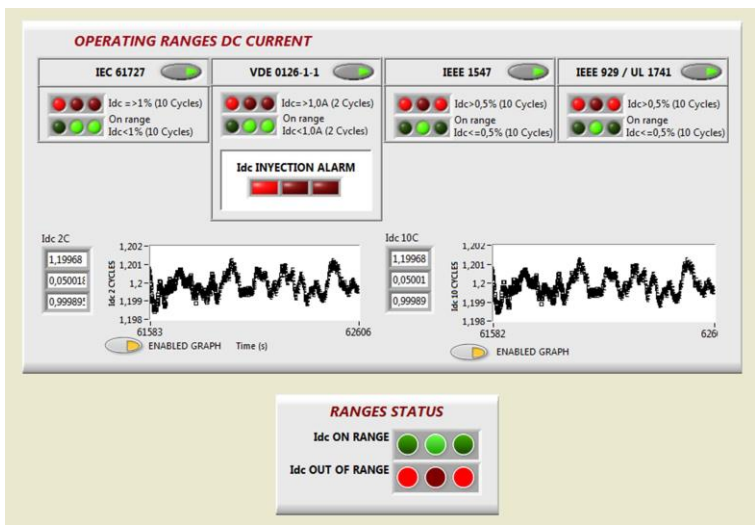 OPERATING RANGES DC CURRENT
IEC 61727
VDE 0126-1-1
IEEE 1547
IEEE 929 / UL 1741
Idc =>1% (10 Cycles)
On range
Idc<1% (10 Cycles)
Idc=>1,0A (2 Cycles)
On range
Idc<1,0A (2 Cycles)
Idc>0,5% (10 Cycles)
On range
Idc<=0,5% (10 Cycles)
Idc>0,5% (10 Cycles)
On range
Idc<=0,5% (10 Cycles)
Idc INYECTION ALARM
Idc 2C
1,19968
0,050018
0,99989
Idc 2 CYCLES
1,202
1,201
1,2
1,199
1,198
61583
62606
ENABLED GRAPH
Time (s)
Idc 10C
1,19968
0,05001
0,99989
Idc 10 CYCLES
1,202
1,201
1,2
1,199
1,198
61582
626
ENABLED GRAPH
RANGES STATUS
Idc ON RANGE
Idc OUT OF RANGE